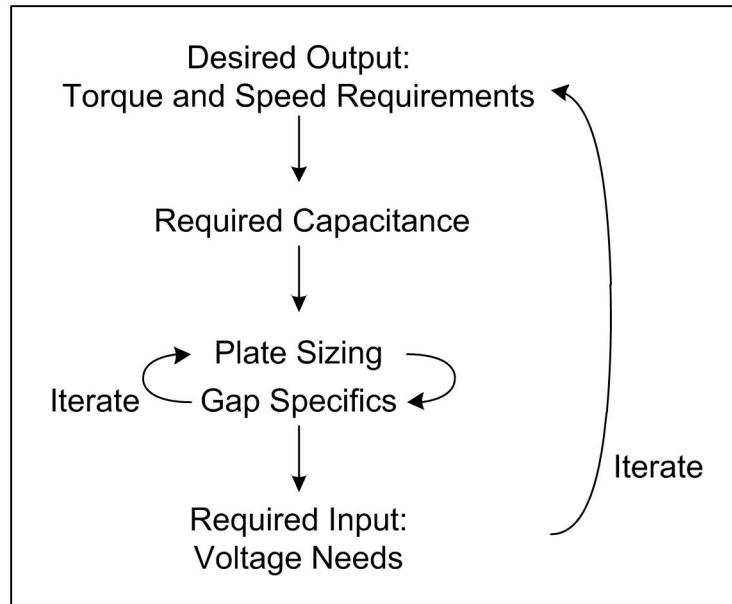 Desired Output:
Torque and Speed Requirements
Required Capacitance
Plate Sizing
Iterate
Gap Specifics
Iterate
Required Input:
Voltage Needs